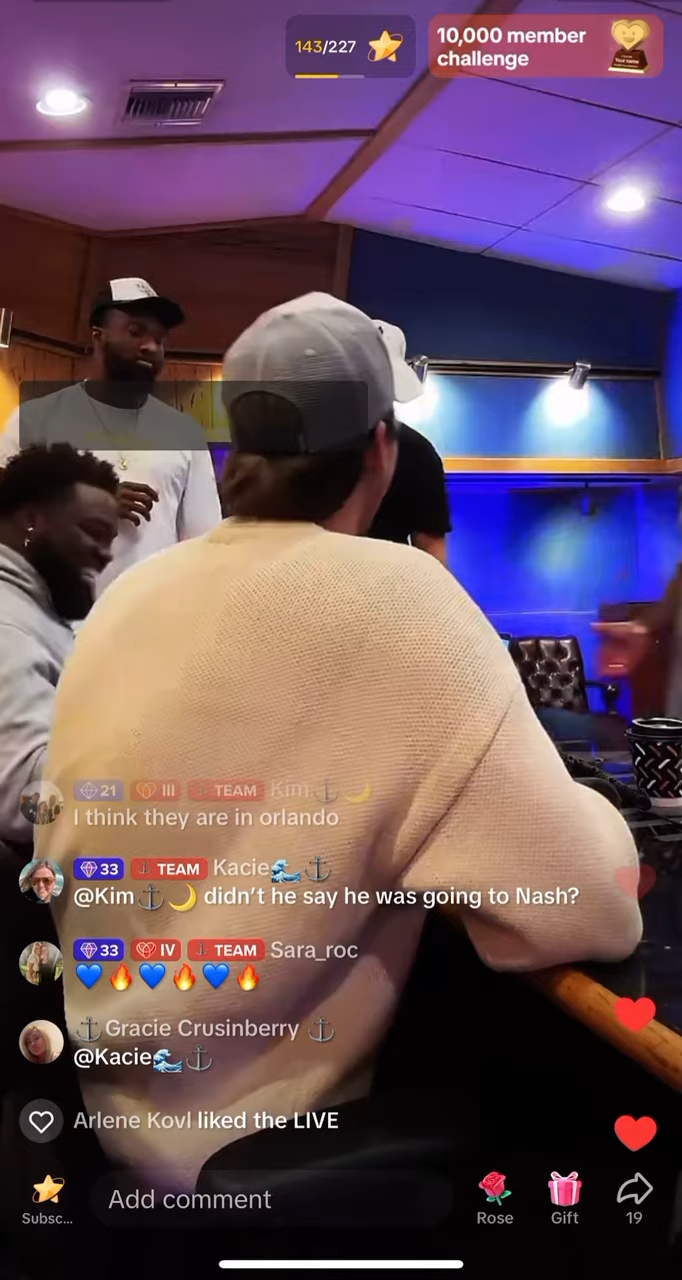 143/227
10,000 member
challenge
21 III TEAM Kim⚓🌙
I think they are in orlando
33 ⚓ TEAM Kacie🌊⚓
@Kim⚓🌙 didn't he say he was going to Nash?
33 IV ⚓ TEAM Sara_roc
💙🔥💙🔥💙🔥
⚓Gracie Crusinberry ⚓
@Kacie🌊⚓
Arlene Kovl liked the LIVE
Subsc...
Add comment
Rose
Gift
19